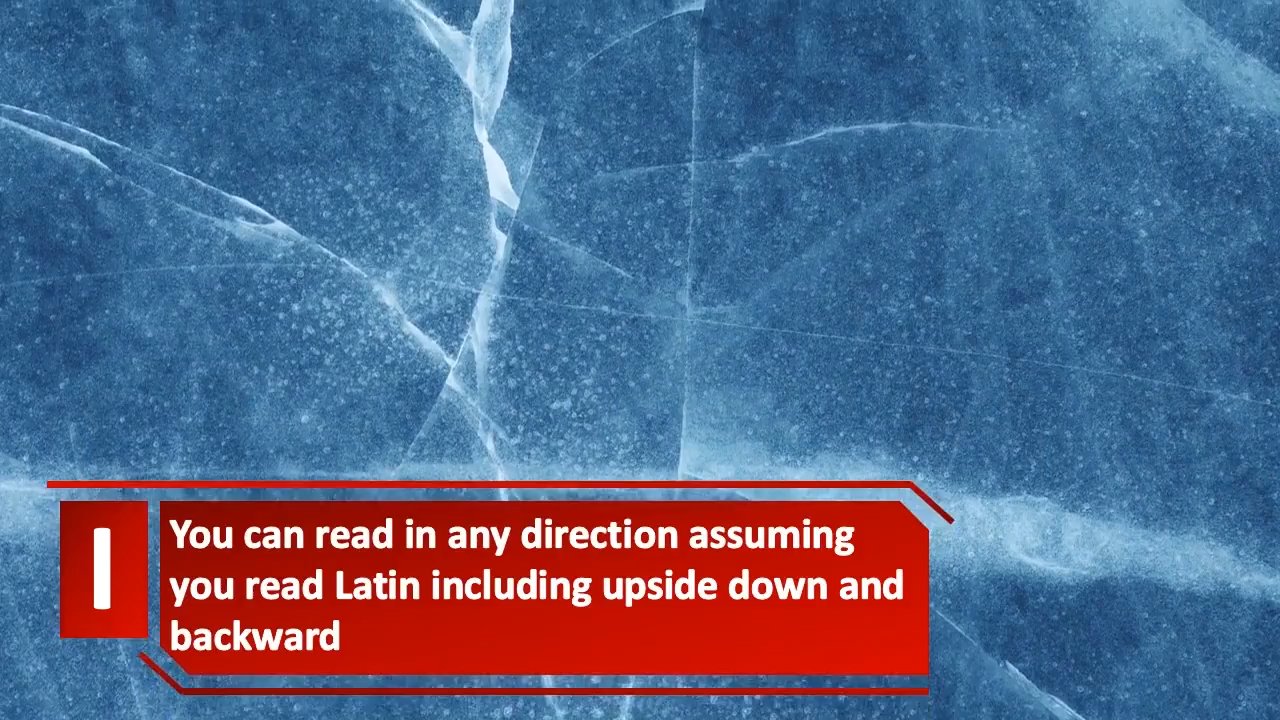 I
You can read in any direction assuming
you read Latin including upside down and
backward